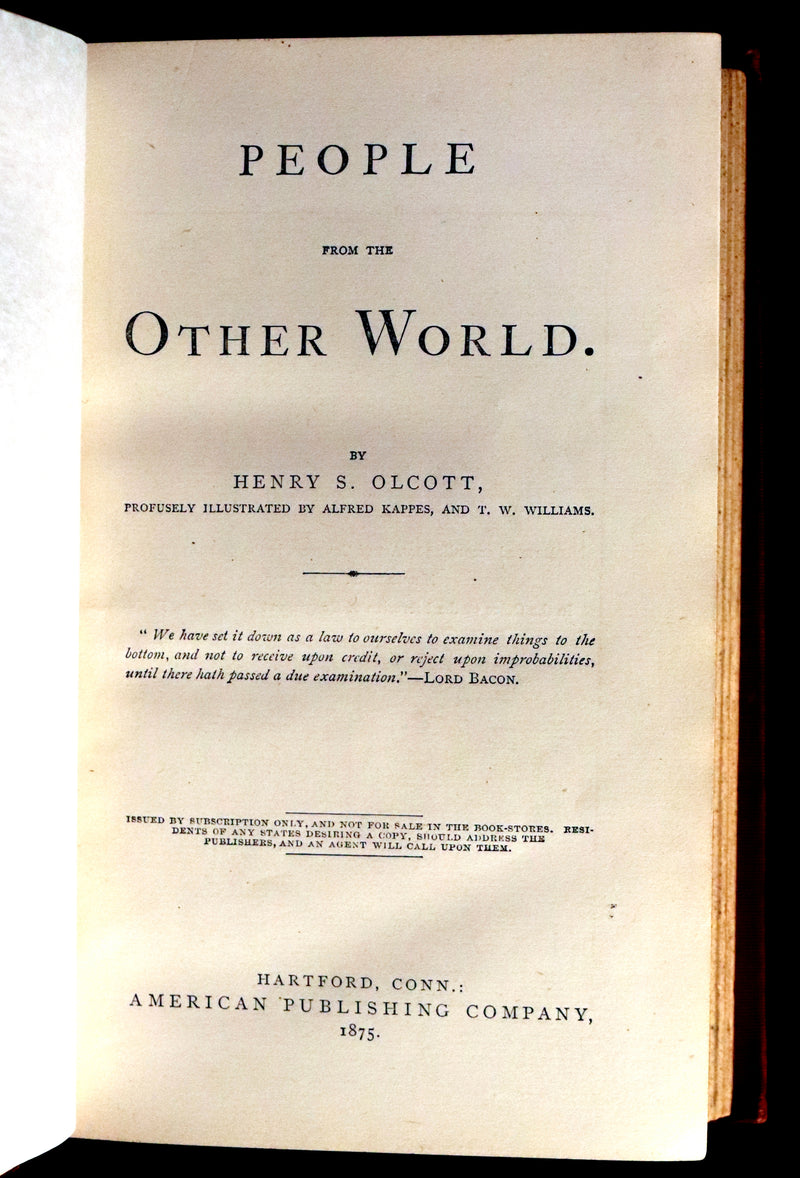 PEOPLE
FROM THE
OTHER WORLD.
BY
HENRY S. OLCOTT,
PROFUSELY ILLUSTRATED BY ALFRED KAPPES, AND T. W. WILLIAMS.
" We have set it down as a law to ourselves to examine things to the
bottom, and not to receive upon credit, or reject upon improbabilities,
until there hath passed a due examination."—LORD BACON.
ISSUED BY SUBSCRIPTION ONLY, AND NOT FOR SALE IN THE BOOK-STORES. RESI-
DENTS OF ANY STATES DESIRING A COPY, SHOULD ADDRESS THE
PUBLISHERS, AND AN AGENT WILL CALL UPON THEM.
HARTFORD, CONN.:
AMERICAN PUBLISHING COMPANY,
1875.